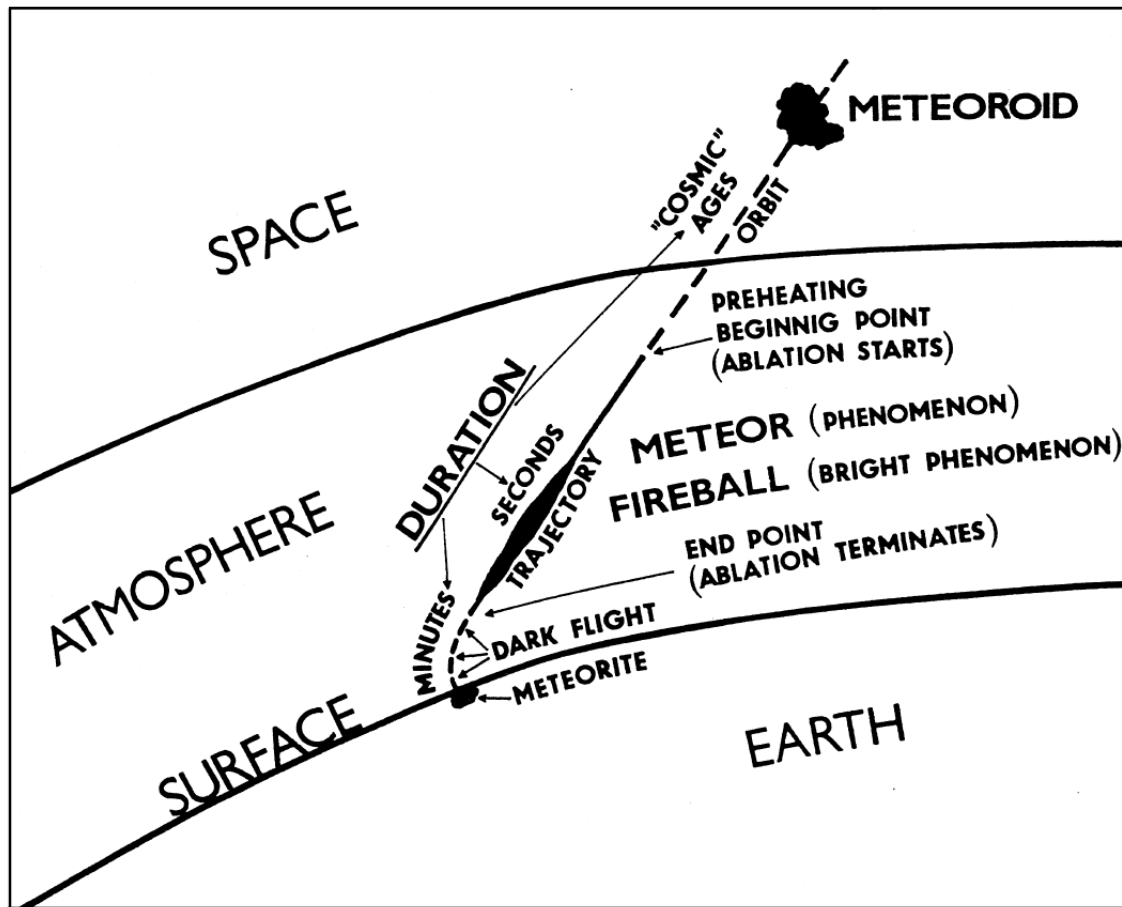 METEOROID
"COSMIC"
AGES
ORBIT
SPACE
PREHEATING
BEGINNIG POINT
(ABLATION STARTS)
DURATION
SECONDS
TRAJECTORY
METEOR (PHENOMENON)
FIREBALL (BRIGHT PHENOMENON)
ATMOSPHERE
END POINT
(ABLATION TERMINATES)
MINUTES
DARK FLIGHT
METEORITE
SURFACE
EARTH